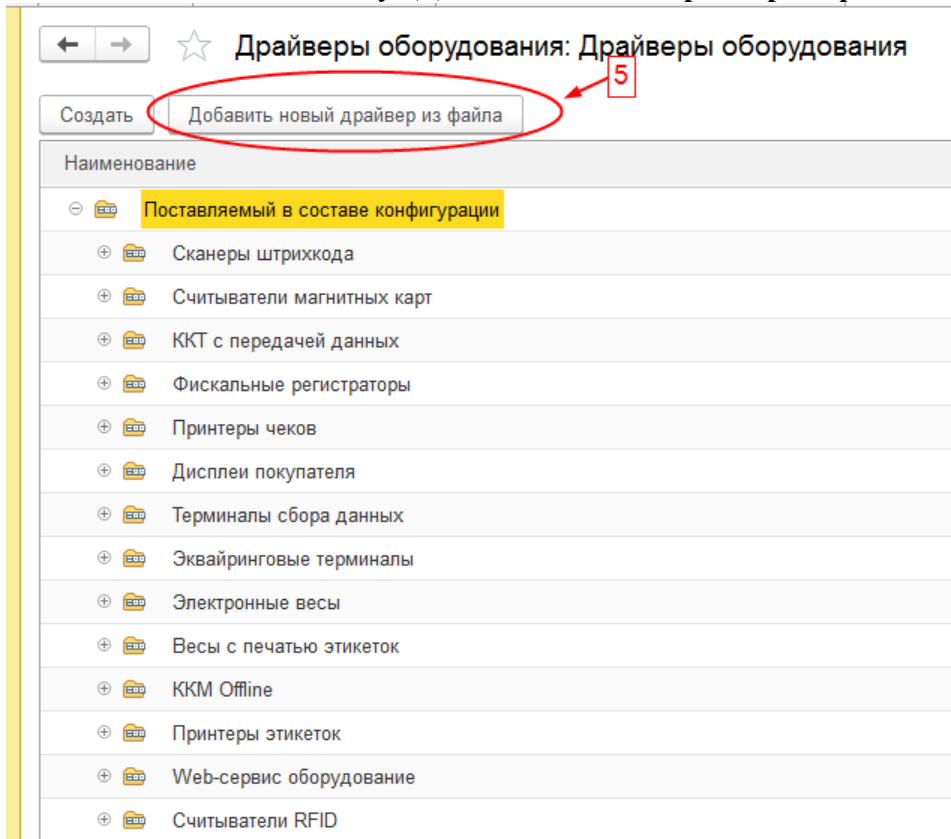 Драйверы оборудования: Драйверы оборудования
5
Создать Добавить новый драйвер из файла
Наименование
Поставляемый в составе конфигурации
Сканеры штрихкода
Считыватели магнитных карт
ККТ с передачей данных
Фискальные регистраторы
Принтеры чеков
Дисплеи покупателя
Терминалы сбора данных
Эквайринговые терминалы
Электронные весы
Весы с печатью этикеток
ККМ Offline
Принтеры этикеток
Web-сервис оборудование
Считыватели RFID